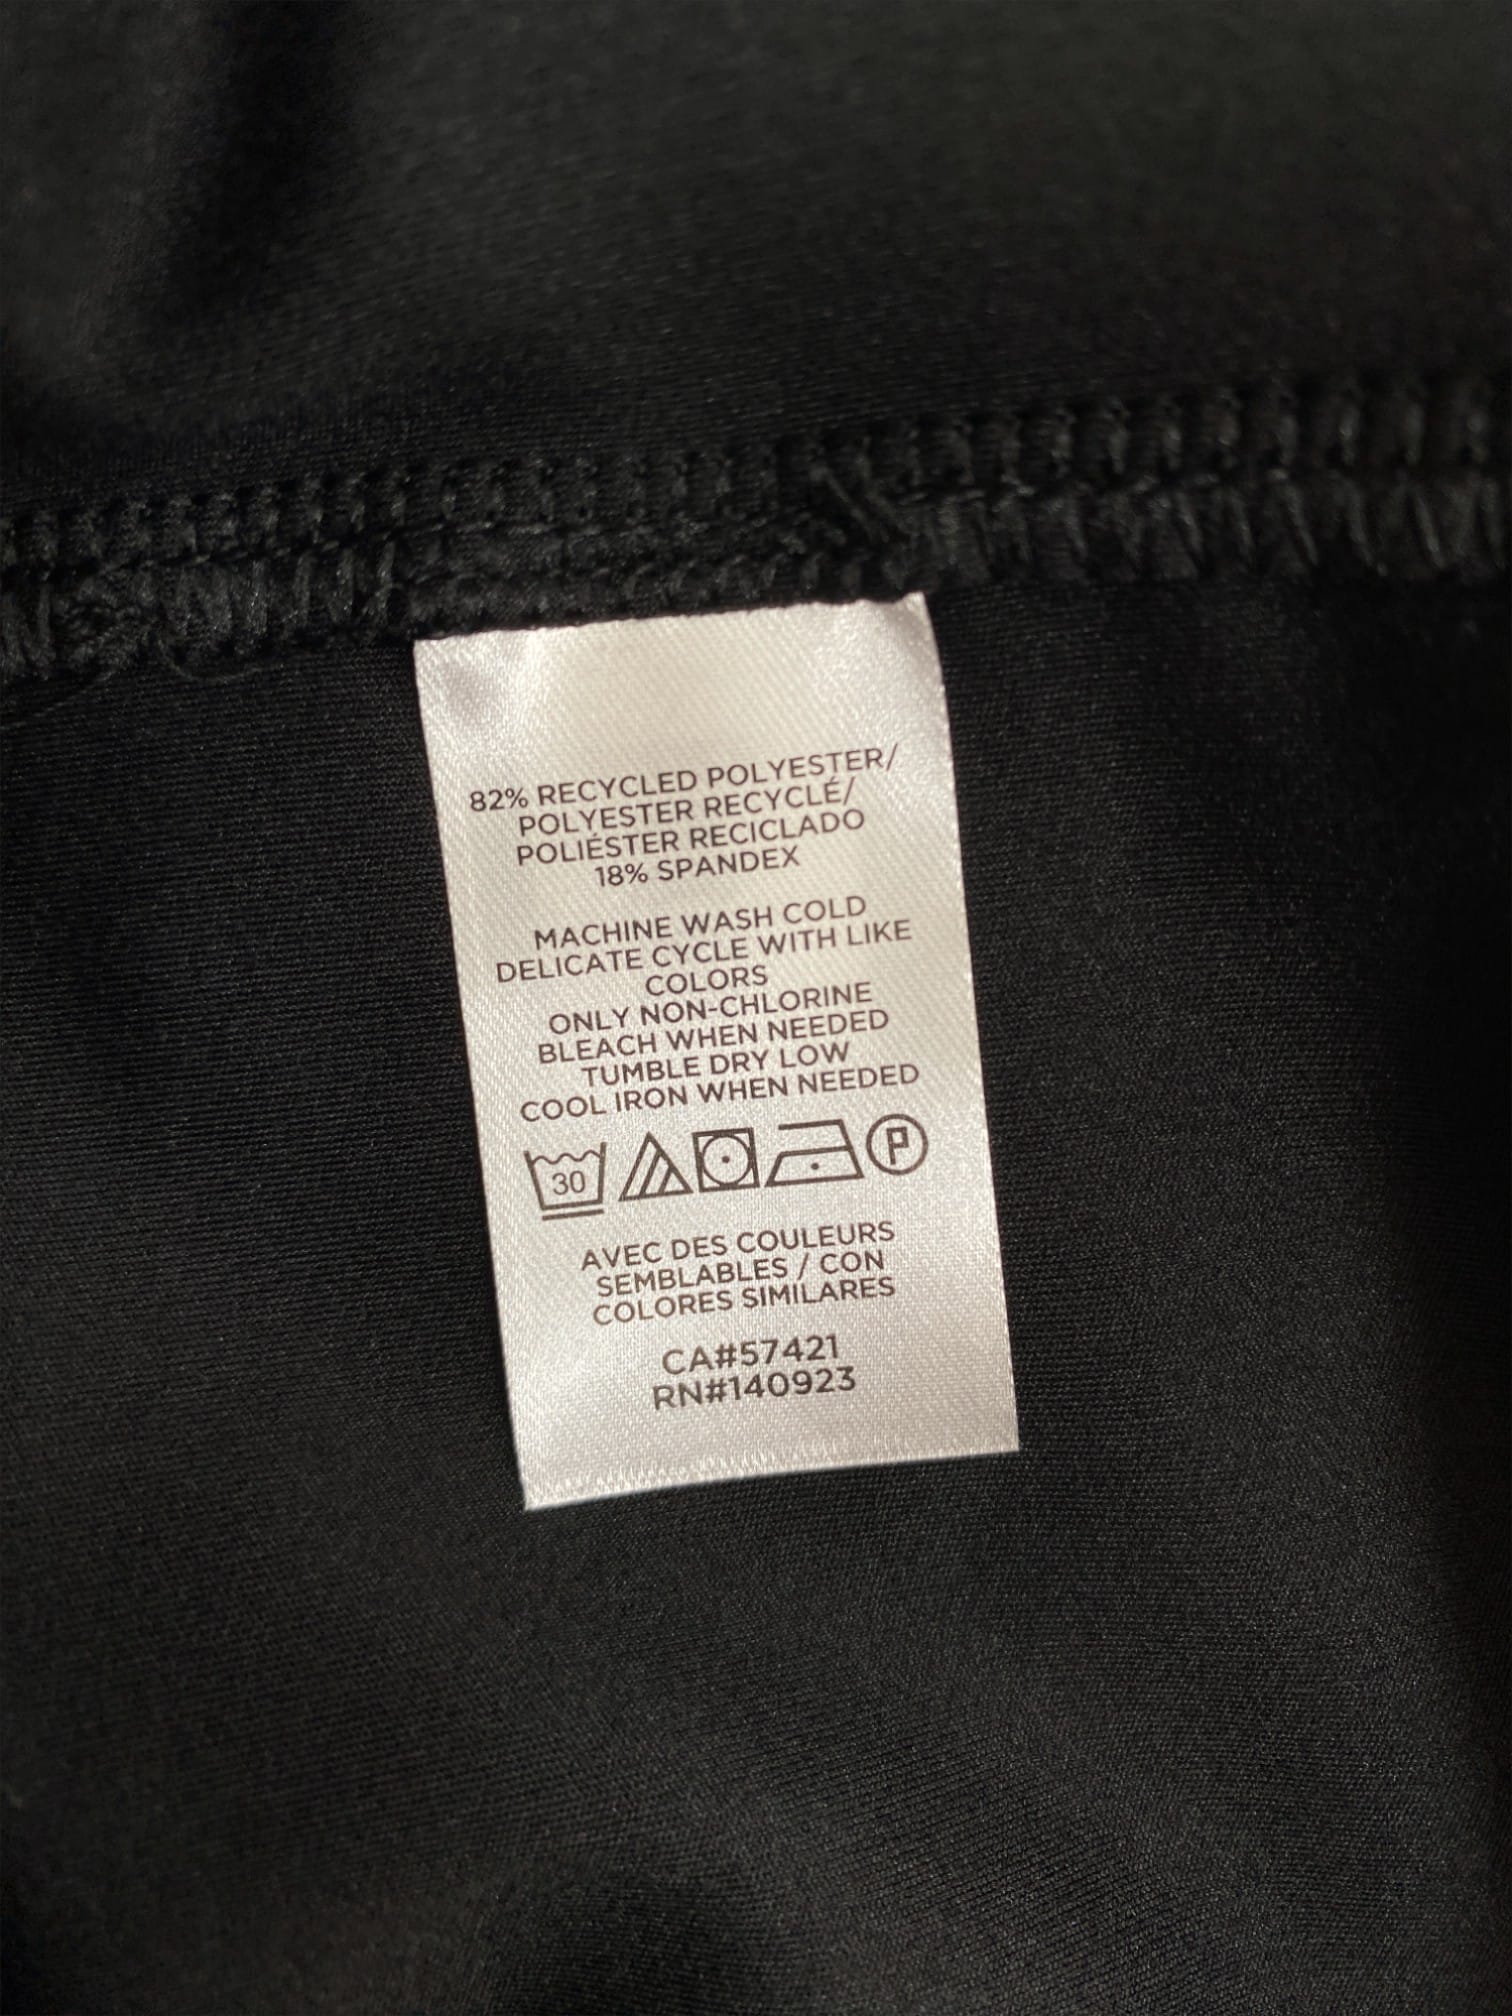 82% RECYCLED POLYESTER/
POLYESTER RECYCLÉ/
POLIÉSTER RECICLADO
18% SPANDEX
MACHINE WASH COLD
DELICATE CYCLE WITH LIKE
COLORS
ONLY NON-CHLORINE
BLEACH WHEN NEEDED
TUMBLE DRY LOW
COOL IRON WHEN NEEDED
30 P
AVEC DES COULEURS
SEMBLABLES / CON
COLORES SIMILARES
CA#57421
RN#140923